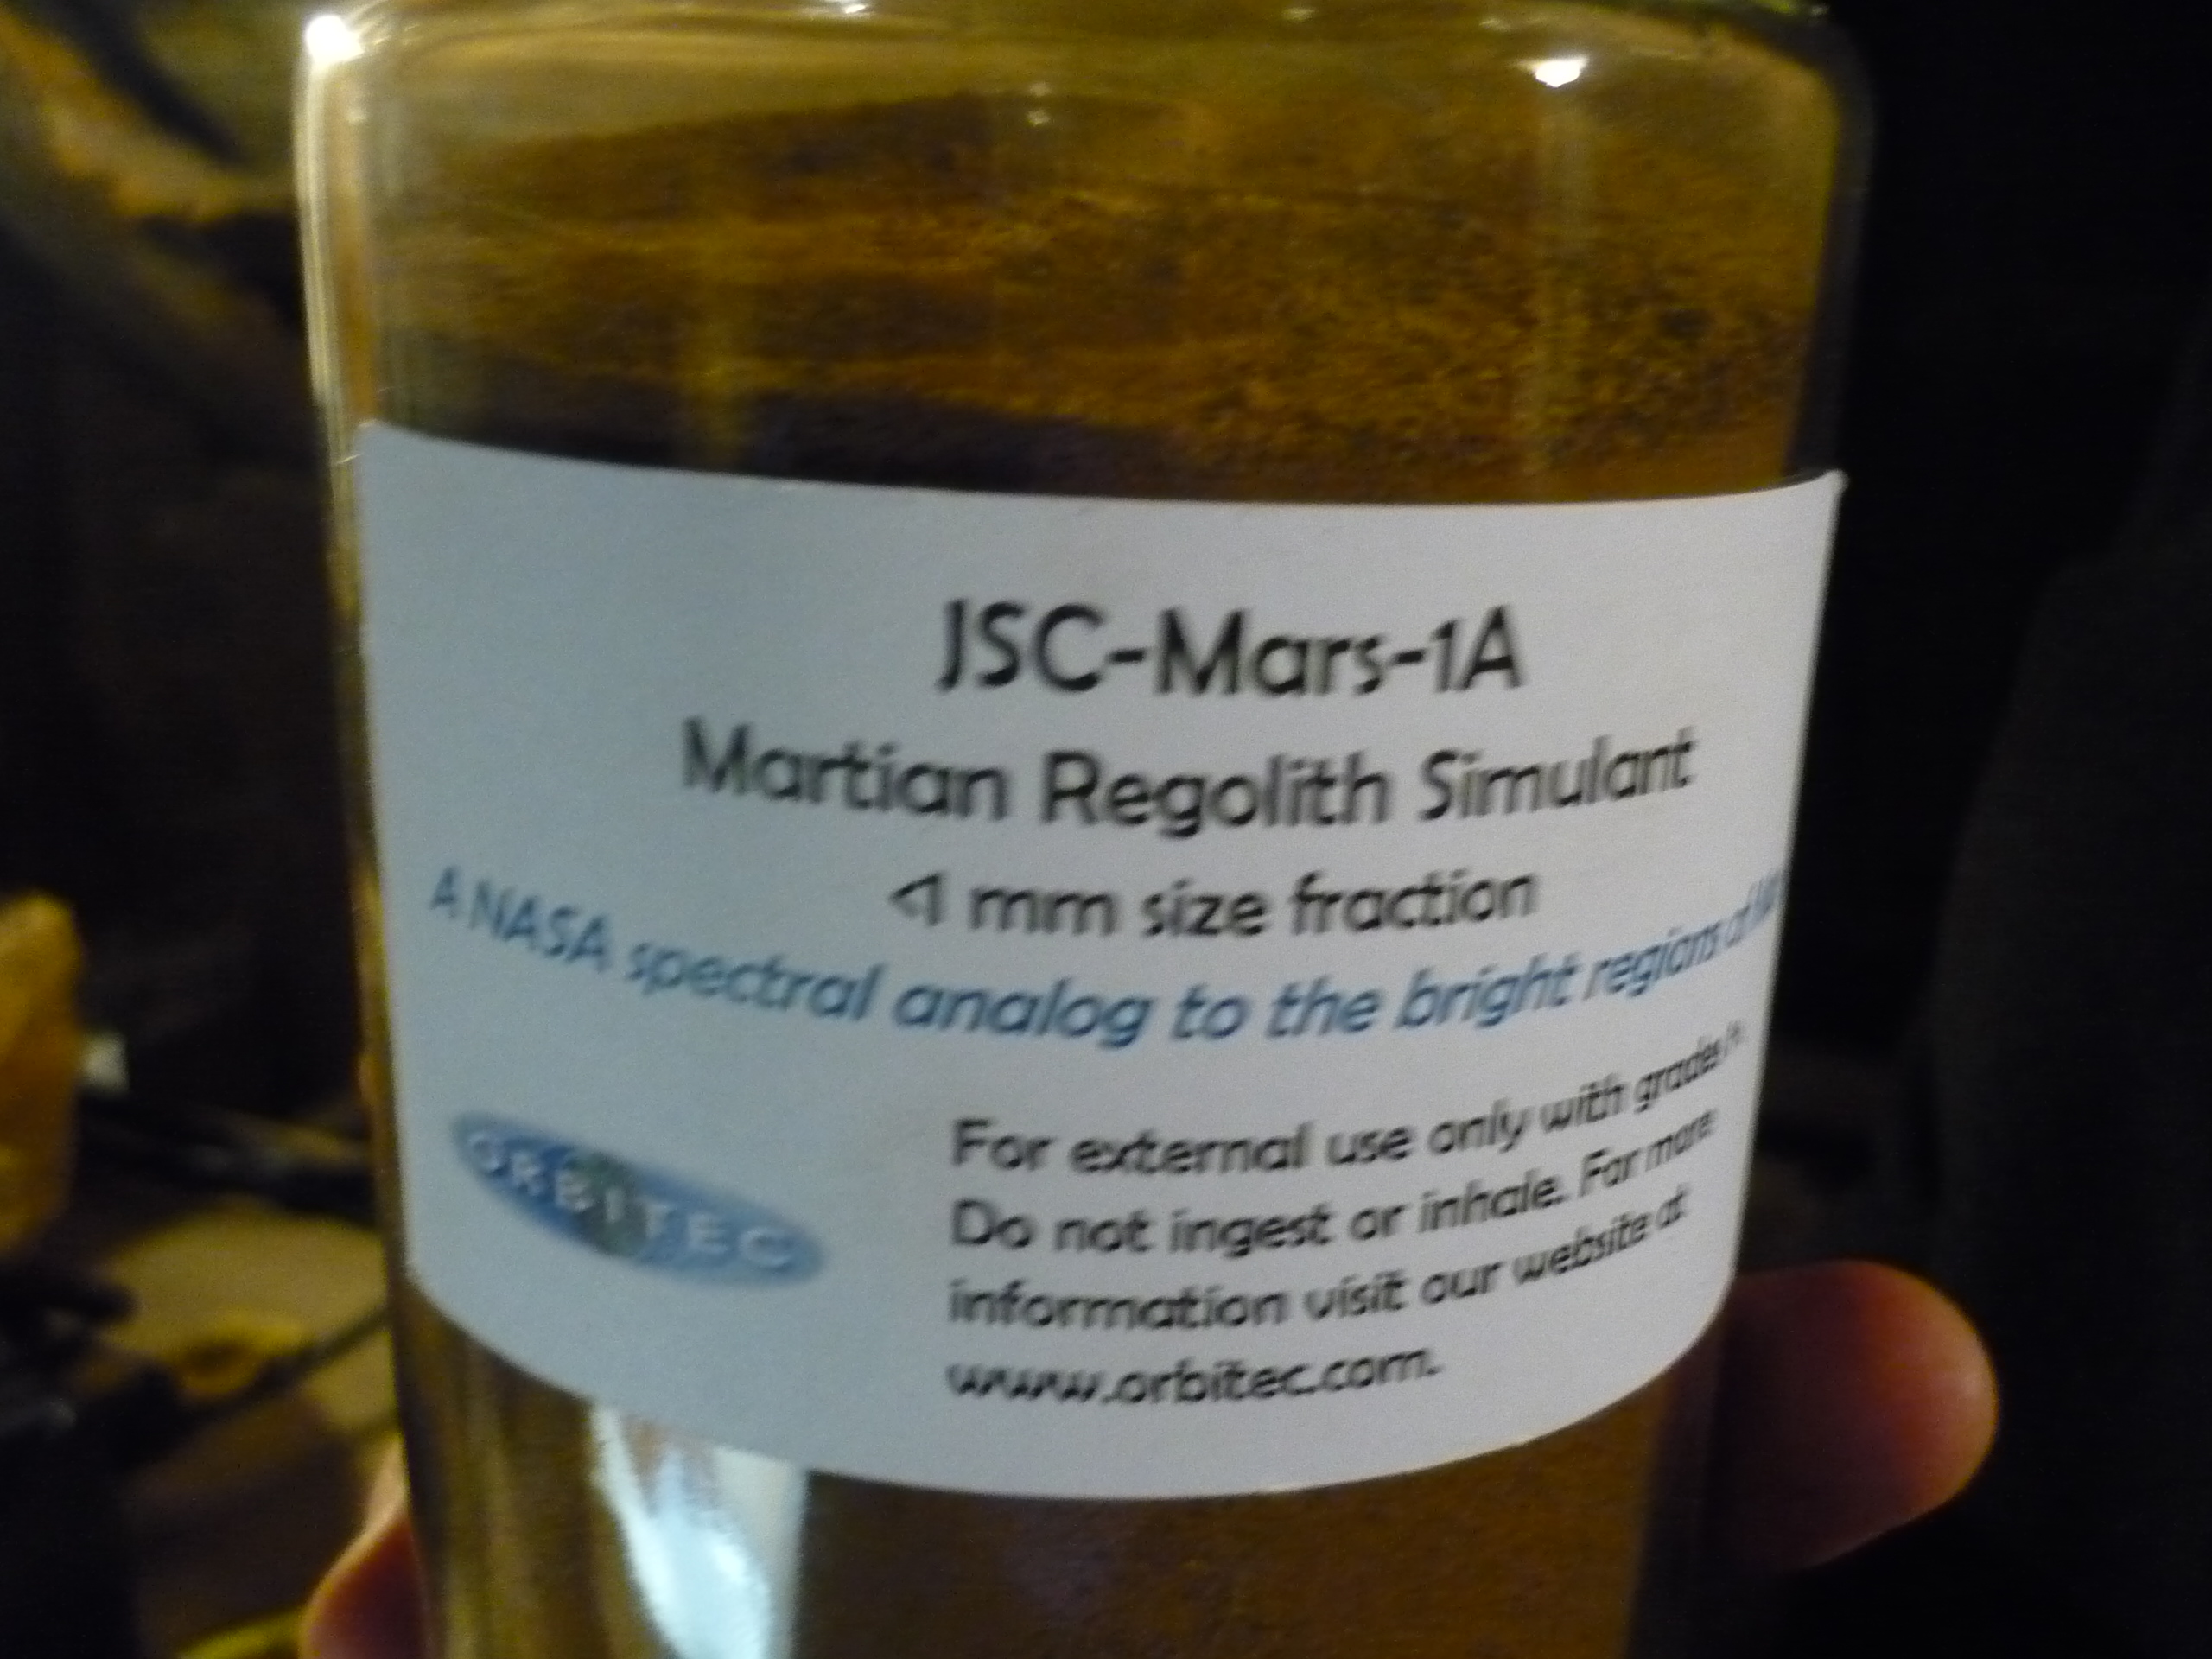 JSC-Mars-1A
Martian Regolith Simulant
<1 mm size fraction
A NASA spectral analog to the bright regions of
ORBITEC
For external use only with grades
Do not ingest or inhale. For more
information visit our website at
www.orbitec.com.